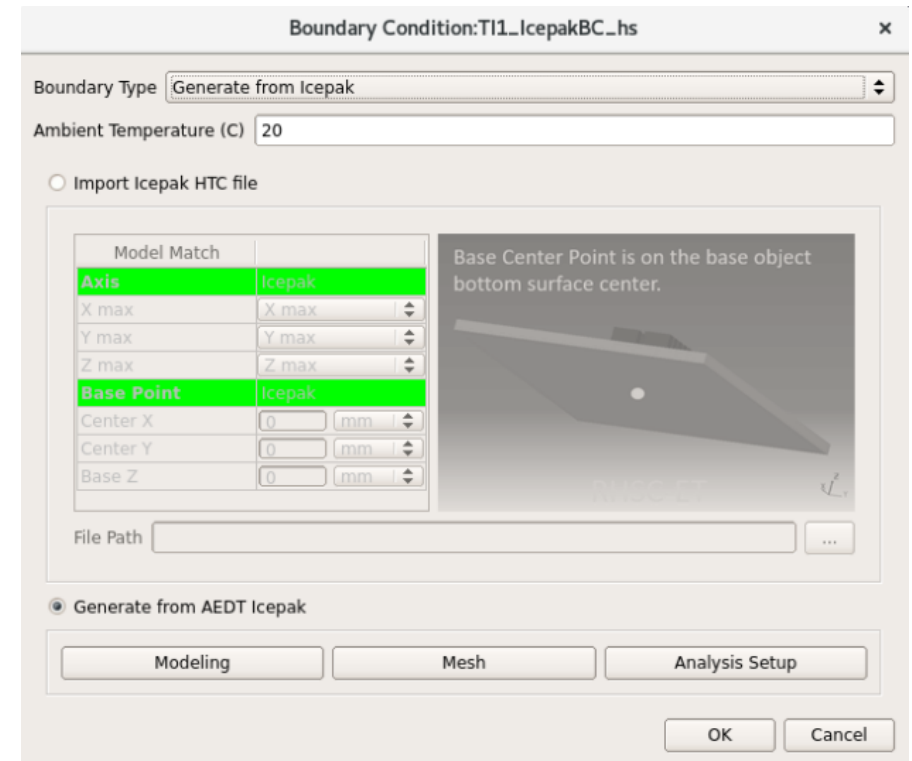 Boundary Condition:TI1_IcepakBC_hs ×
Boundary Type Generate from Icepak
Ambient Temperature (C) 20
Import Icepak HTC file
Model Match
Axis Icepak
X max X max
Y max Y max
Z max Z max
Base Point Icepak
Center X 0 mm
Center Y 0 mm
Base Z 0 mm
Base Center Point is on the base object
bottom surface center.
RHSC-ET
File Path ...
Generate from AEDT Icepak
Modeling Mesh Analysis Setup
OK Cancel